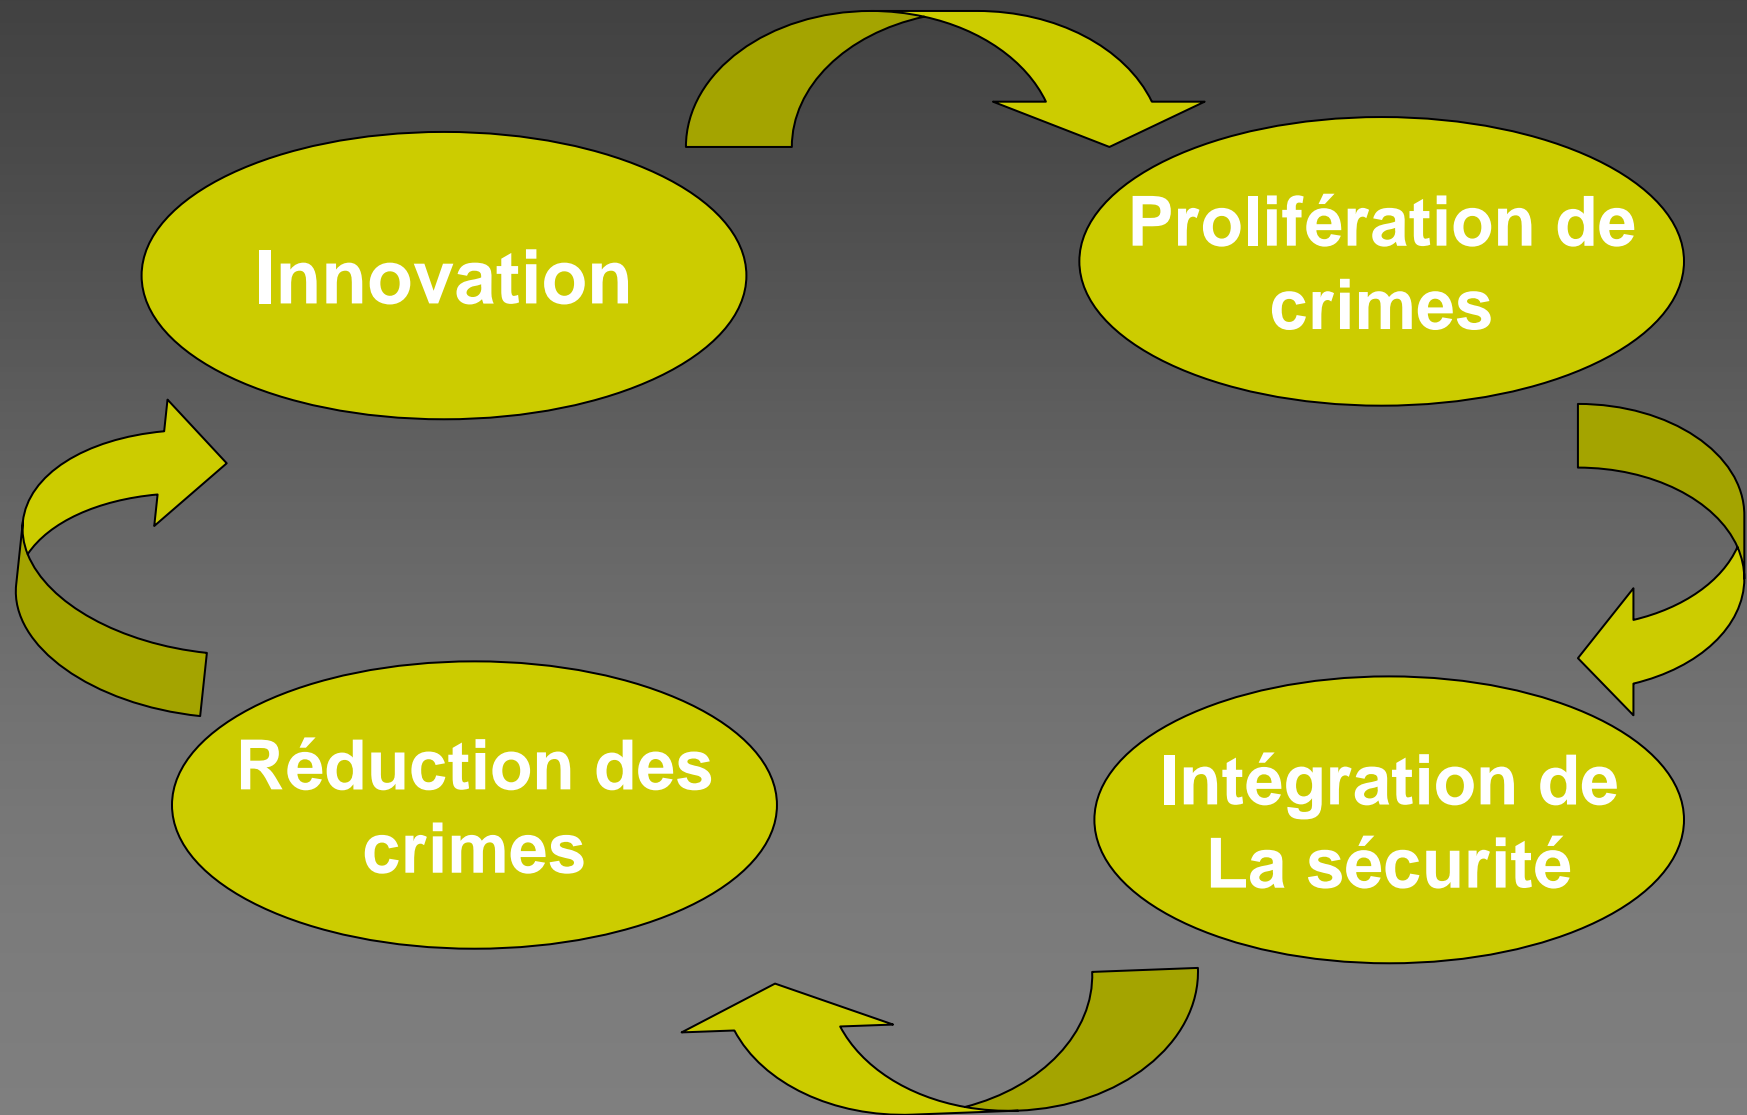 Innovation
Prolifération de
crimes
Réduction des
crimes
Intégration de
La sécurité